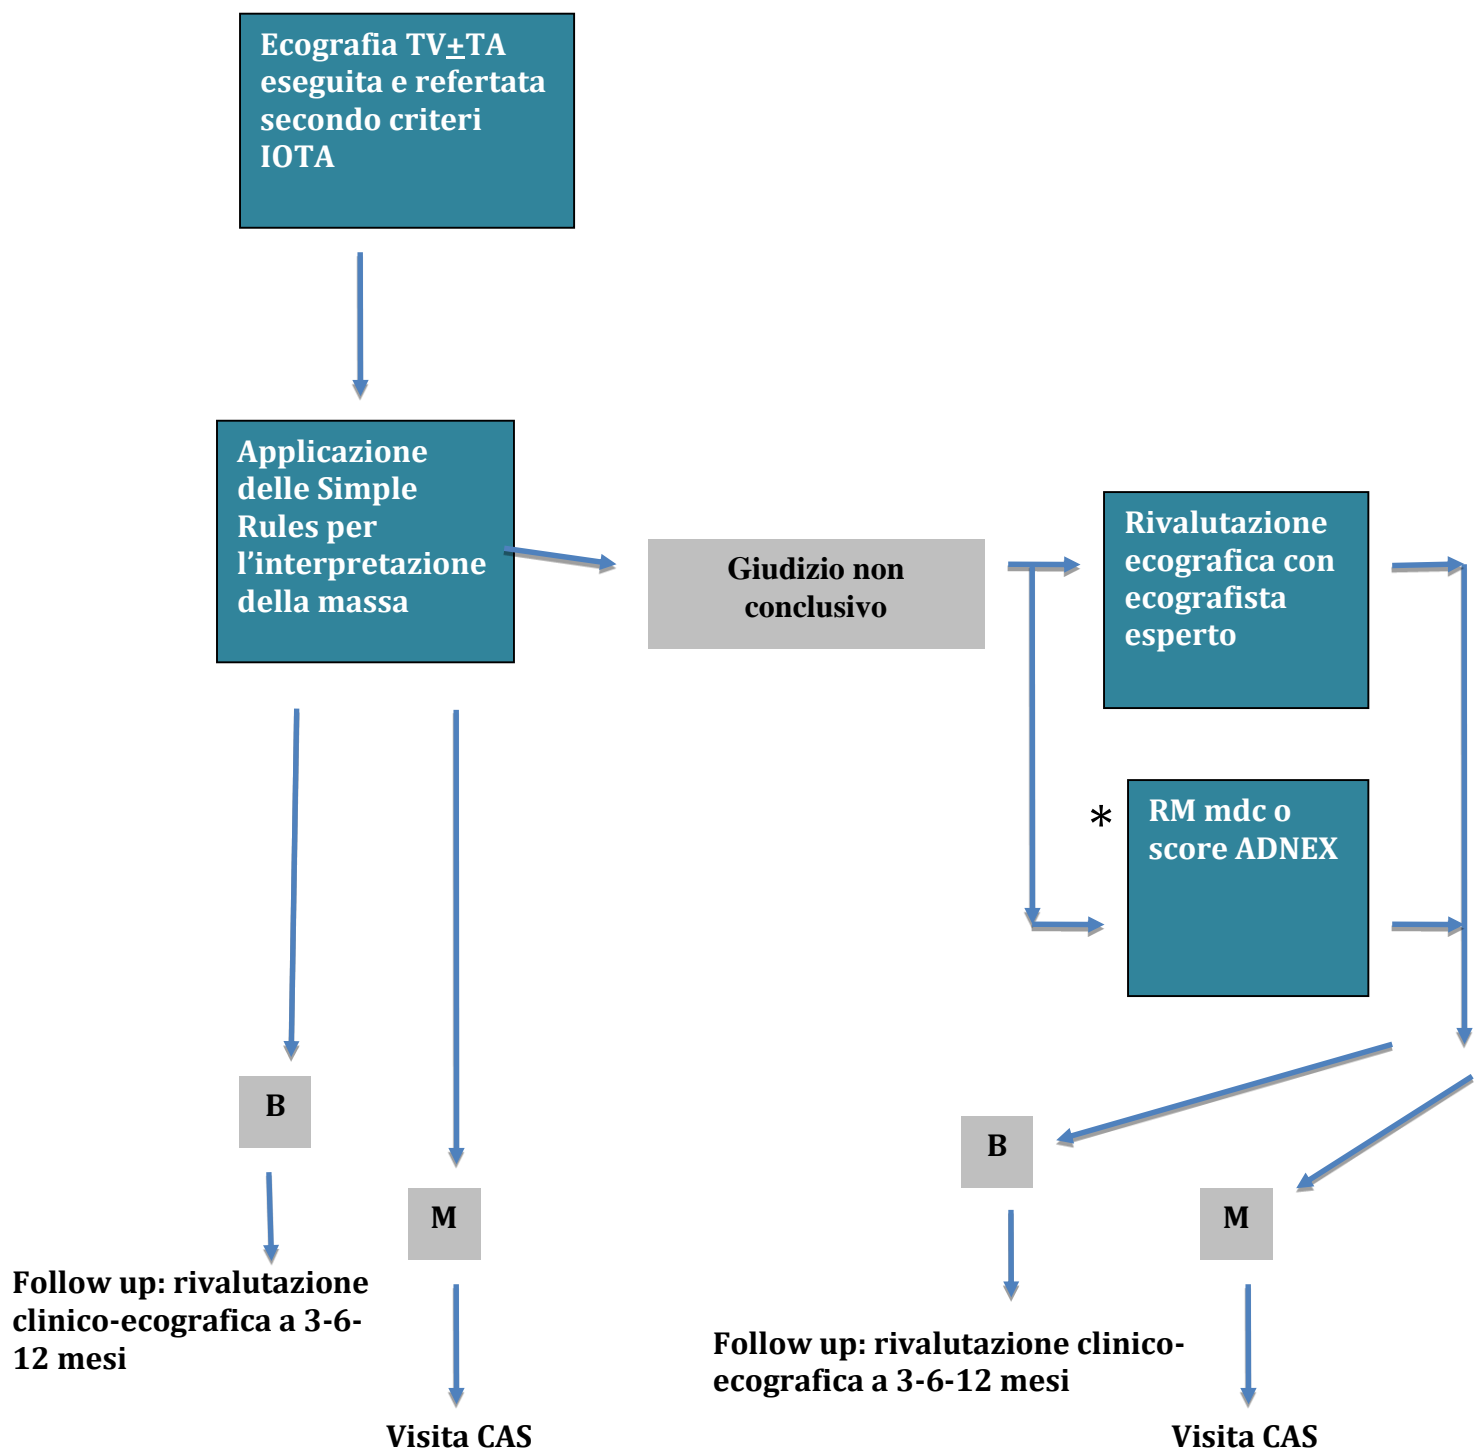 Ecografia TV±TA
eseguita e refertata
secondo criteri
IOTA
Applicazione
delle Simple
Rules per
l’interpretazione
della massa
Giudizio non
conclusivo
Rivalutazione
ecografica con
ecografista
esperto
*
RM mdc o
score ADNEX
B
M
Follow up: rivalutazione
clinico-ecografica a 3-6-
12 mesi
Visita CAS
B
M
Follow up: rivalutazione clinico-
ecografica a 3-6-12 mesi
Visita CAS